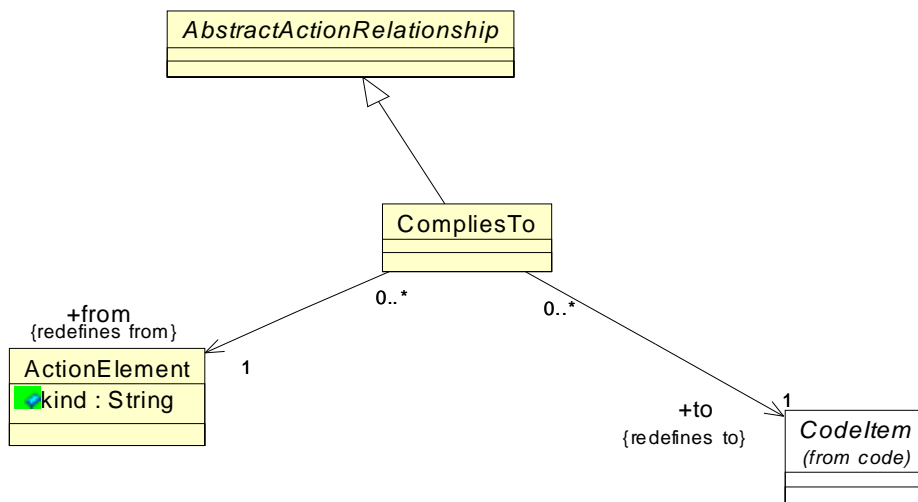 AbstractActionRelationship
CompliesTo
0..*
0..*
+from
{redefines from}
1
ActionElement
kind : String
+to
{redefines to}
1
CodeItem
(from code)